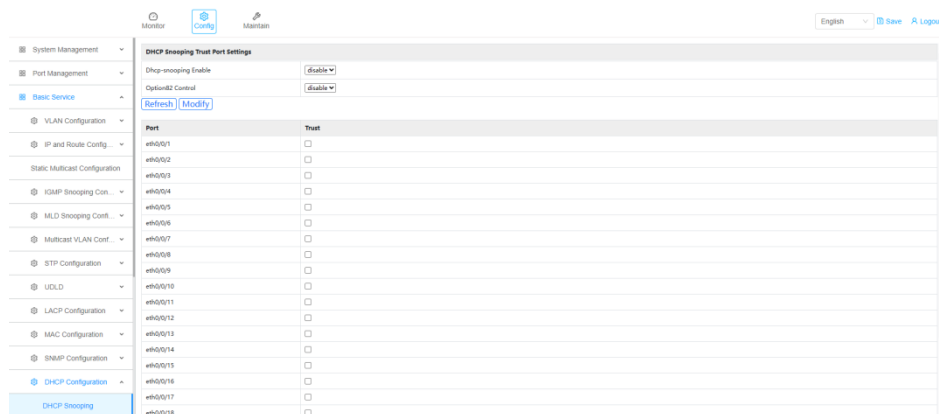 Monitor
Config
Maintain
English
Save
Logou
System Management
Port Management
Basic Service
VLAN Configuration
IP and Route Config...
Static Multicast Configuration
IGMP Snooping Con...
MLD Snooping Confi...
Multicast VLAN Conf...
STP Configuration
UDLD
LACP Configuration
MAC Configuration
SNMP Configuration
DHCP Configuration
DHCP Snooping
DHCP Snooping Trust Port Settings
Dhcp-snooping Enable disable
Option82 Control disable
Refresh Modify
Port Trust
eth0/0/1
eth0/0/2
eth0/0/3
eth0/0/4
eth0/0/5
eth0/0/6
eth0/0/7
eth0/0/8
eth0/0/9
eth0/0/10
eth0/0/11
eth0/0/12
eth0/0/13
eth0/0/14
eth0/0/15
eth0/0/16
eth0/0/17
eth0/0/18